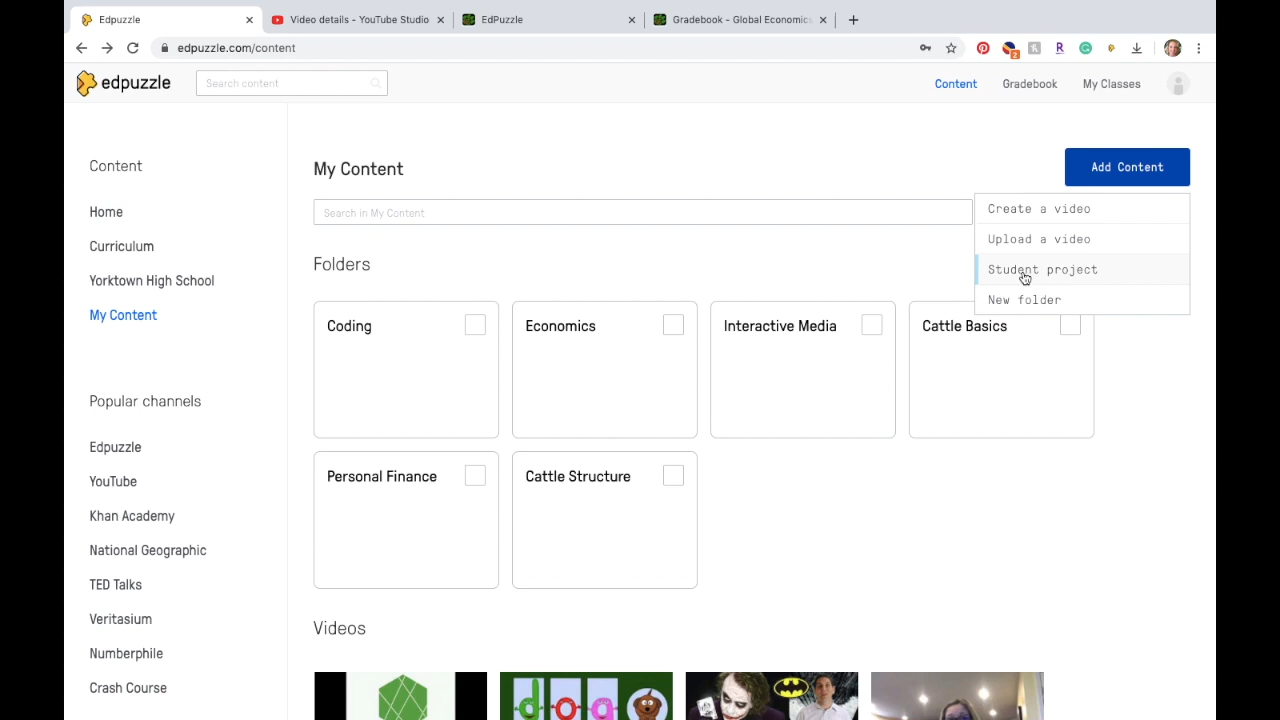 Edpuzzle
Video details - YouTube Studio
EdPuzzle
Gradebook - Global Economics
edpuzzle.com/content
2
edpuzzle
Search content
Content
Gradebook
My Classes
Content
My Content
Add Content
Home
Search in My Content
Create a video
Curriculum
Upload a video
Yorktown High School
Folders
Student project
My Content
New folder
Coding
Economics
Interactive Media
Cattle Basics
Popular channels
Edpuzzle
Personal Finance
Cattle Structure
YouTube
Khan Academy
National Geographic
TED Talks
Veritasium
Videos
Numberphile
Crash Course
dog